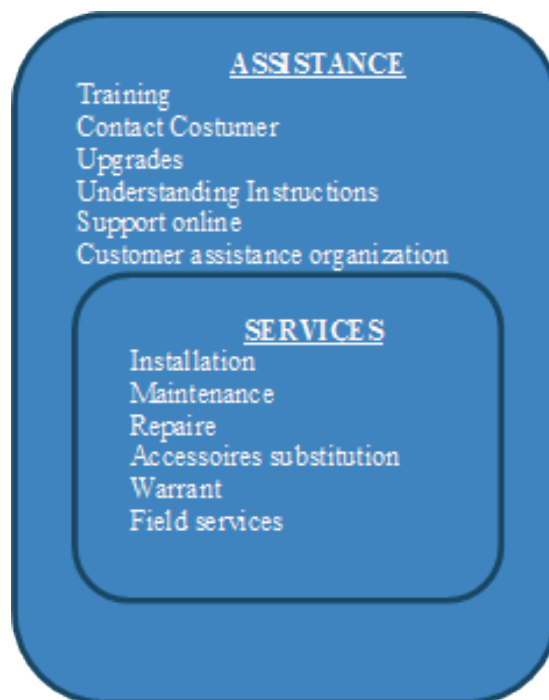 ASSISTANCE
Training
Contact Costumer
Upgrades
Understanding Instructions
Support online
Customer assistance organization
SERVICES
Installation
Maintenance
Repaire
Accessoires substitution
Warrant
Field services